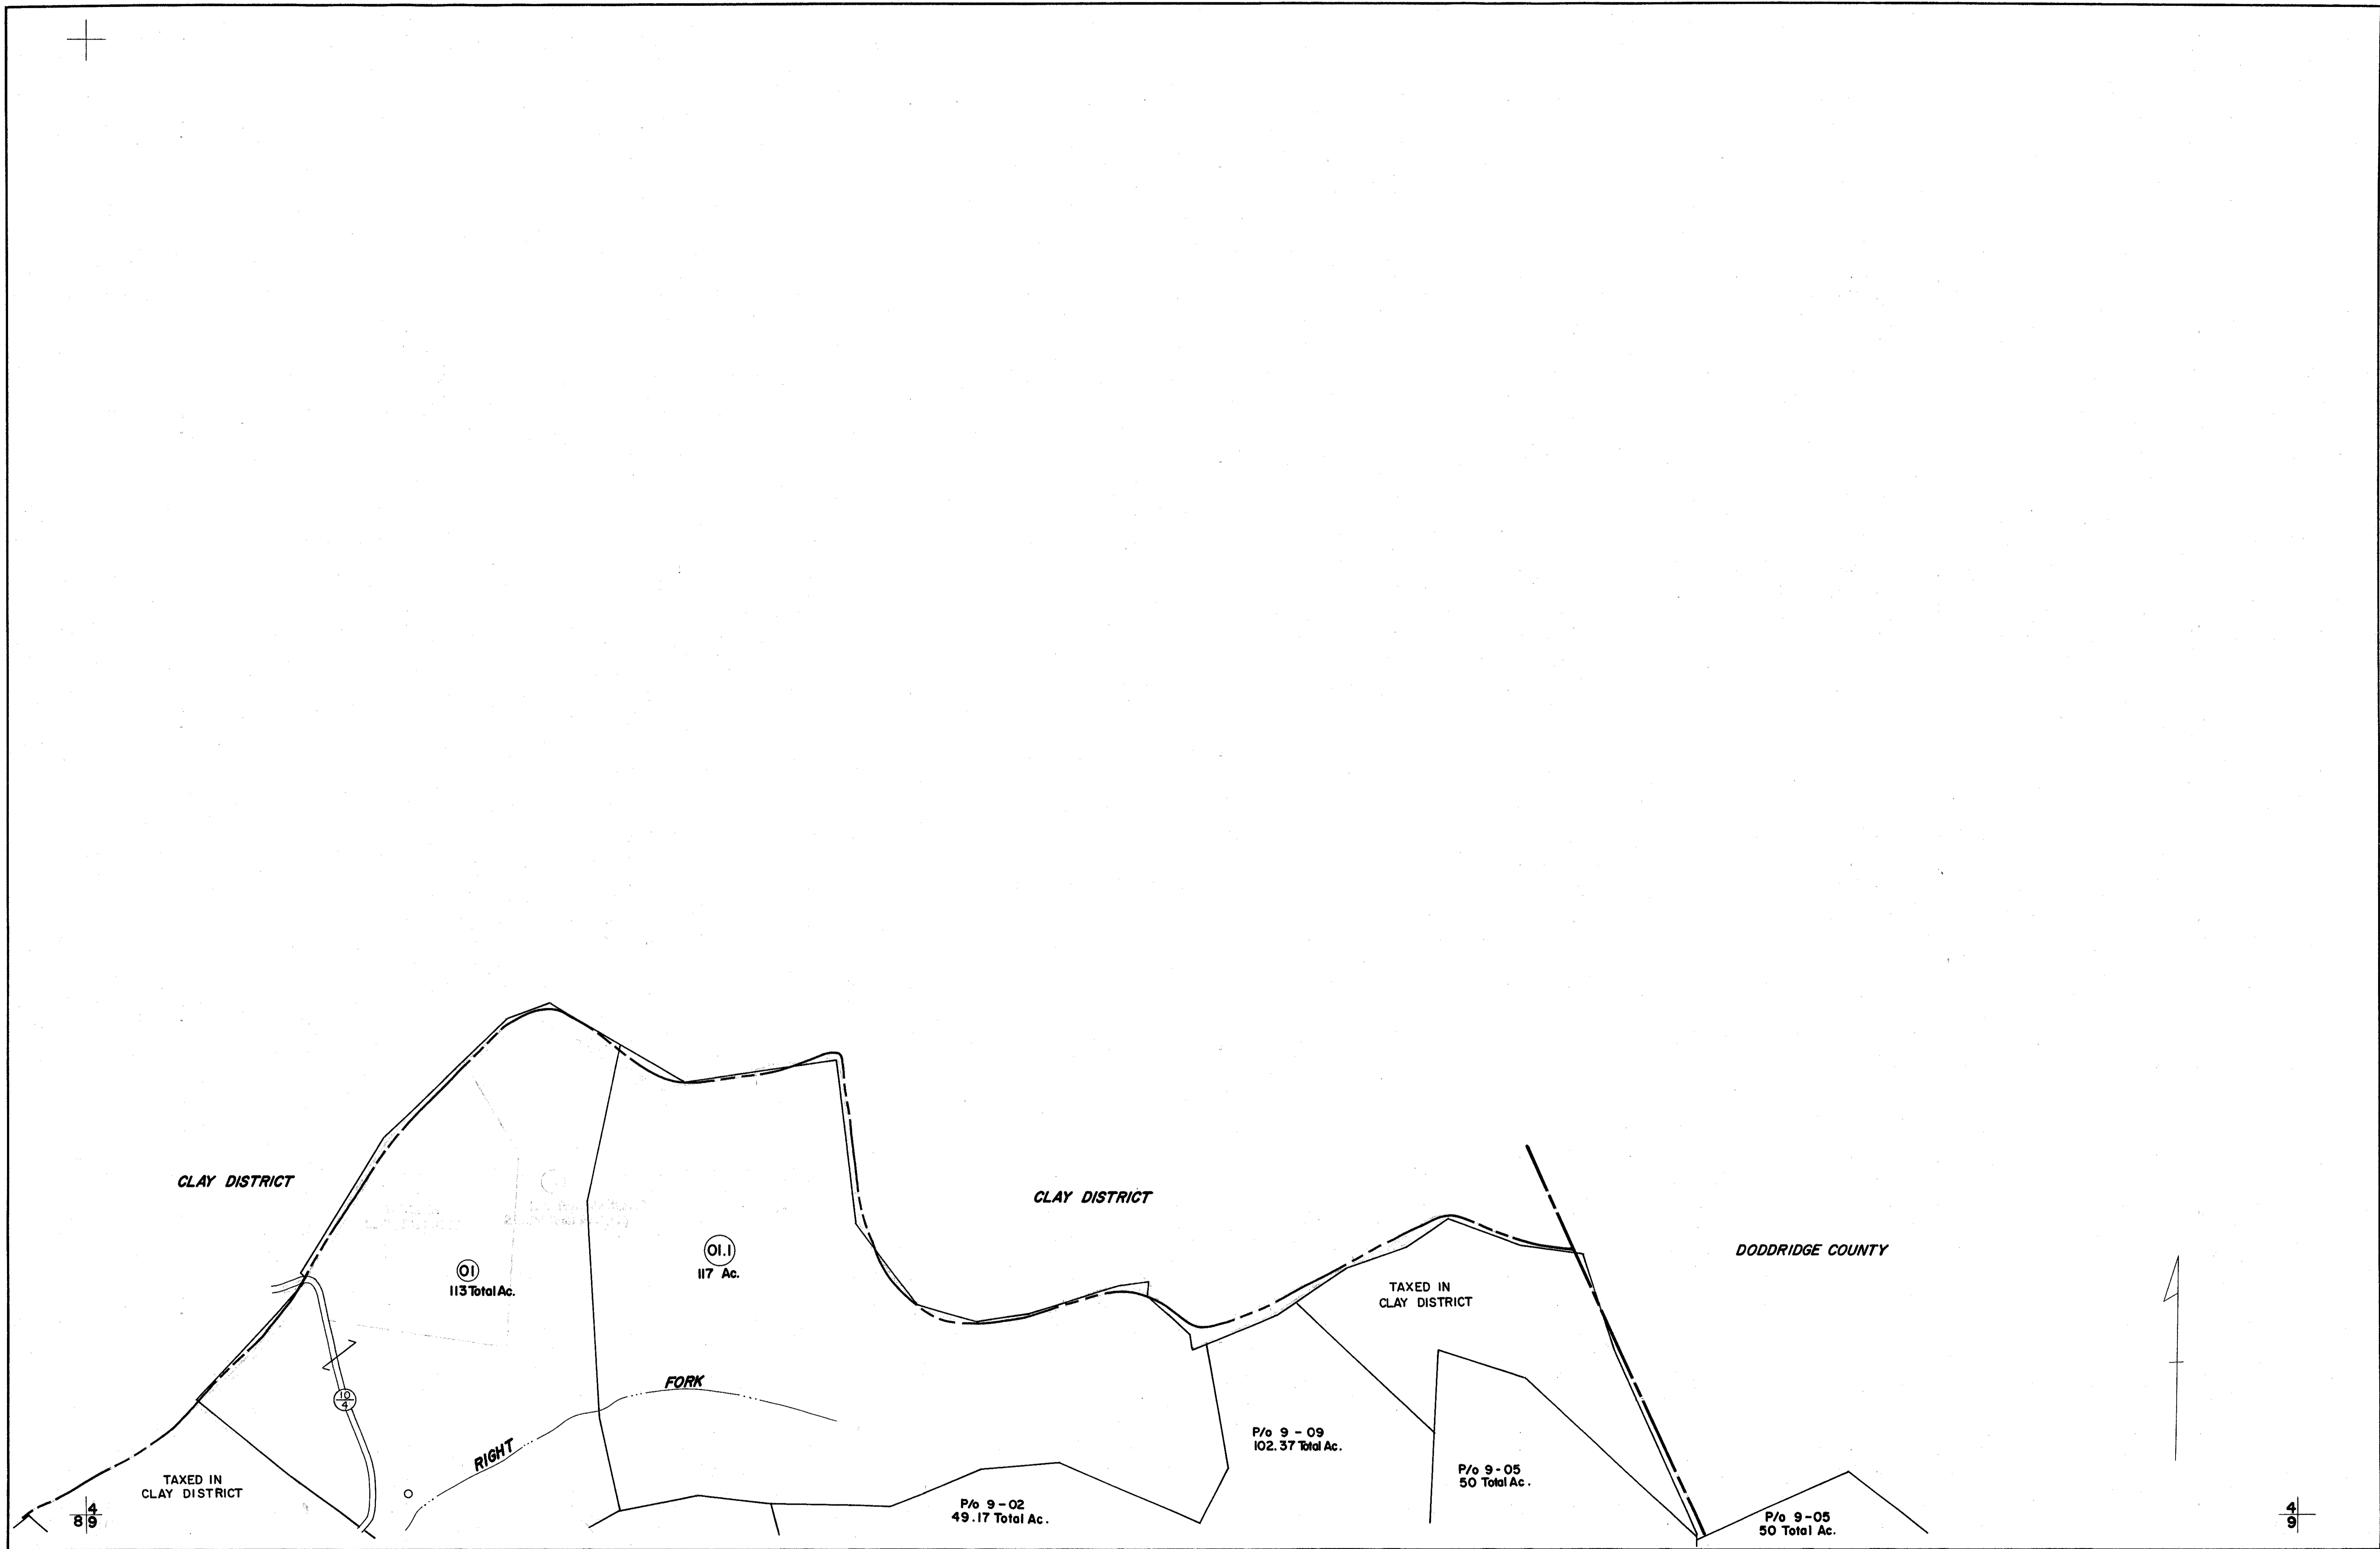 CLAY DISTRICT
CLAY DISTRICT
DODDRIDGE COUNTY
01
113 Total Ac.
01.1
117 Ac.
TAXED IN
CLAY DISTRICT
FORK
RIGHT
10
4
P/o 9 - 09
102.37 Total Ac.
P/o 9 - 05
50 Total Ac.
TAXED IN
CLAY DISTRICT
P/o 9 - 02
49.17 Total Ac.
P/o 9 - 05
50 Total Ac.
4
8 9
4
9